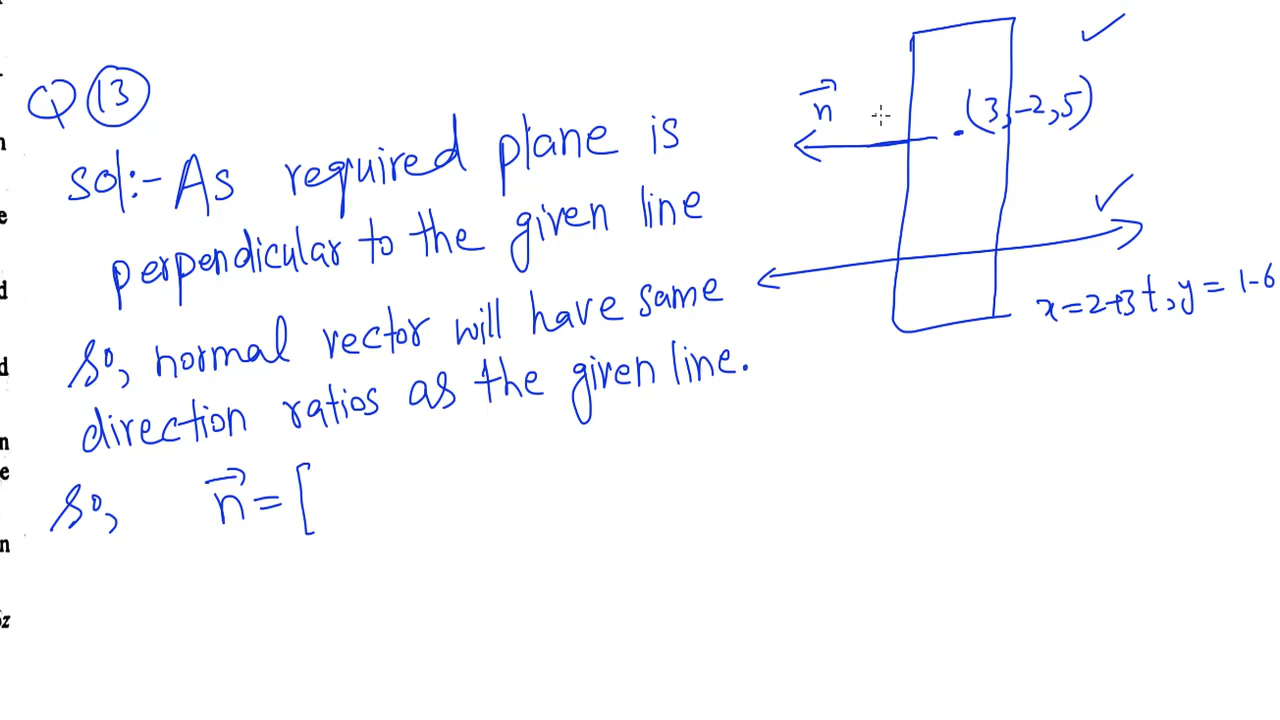 Q 13
sol:- As required plane is
perpendicular to the given line
so, normal vector will have same
direction ratios as the given line.
so, n = [
n
(3, -2, 5)
x = 2+3t, y = 1-6
n
e
d
d
n
e
n
6z